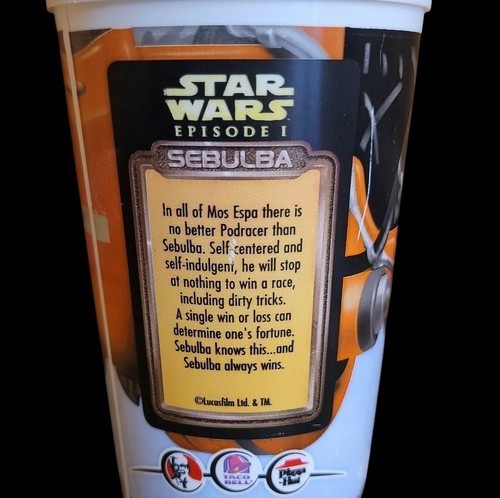 STAR
WARS
EPISODE I
SEBULBA
In all of Mos Espa there is
no better Podracer than
Sebulba. Self-centered and
self-indulgent, he will stop
at nothing to win a race,
including dirty tricks.
A single win or loss can
determine one's fortune.
Sebulba knows this...and
Sebulba always wins.
©Lucasfilm Ltd. & TM.
TACO
BELL
Pizza
Hut